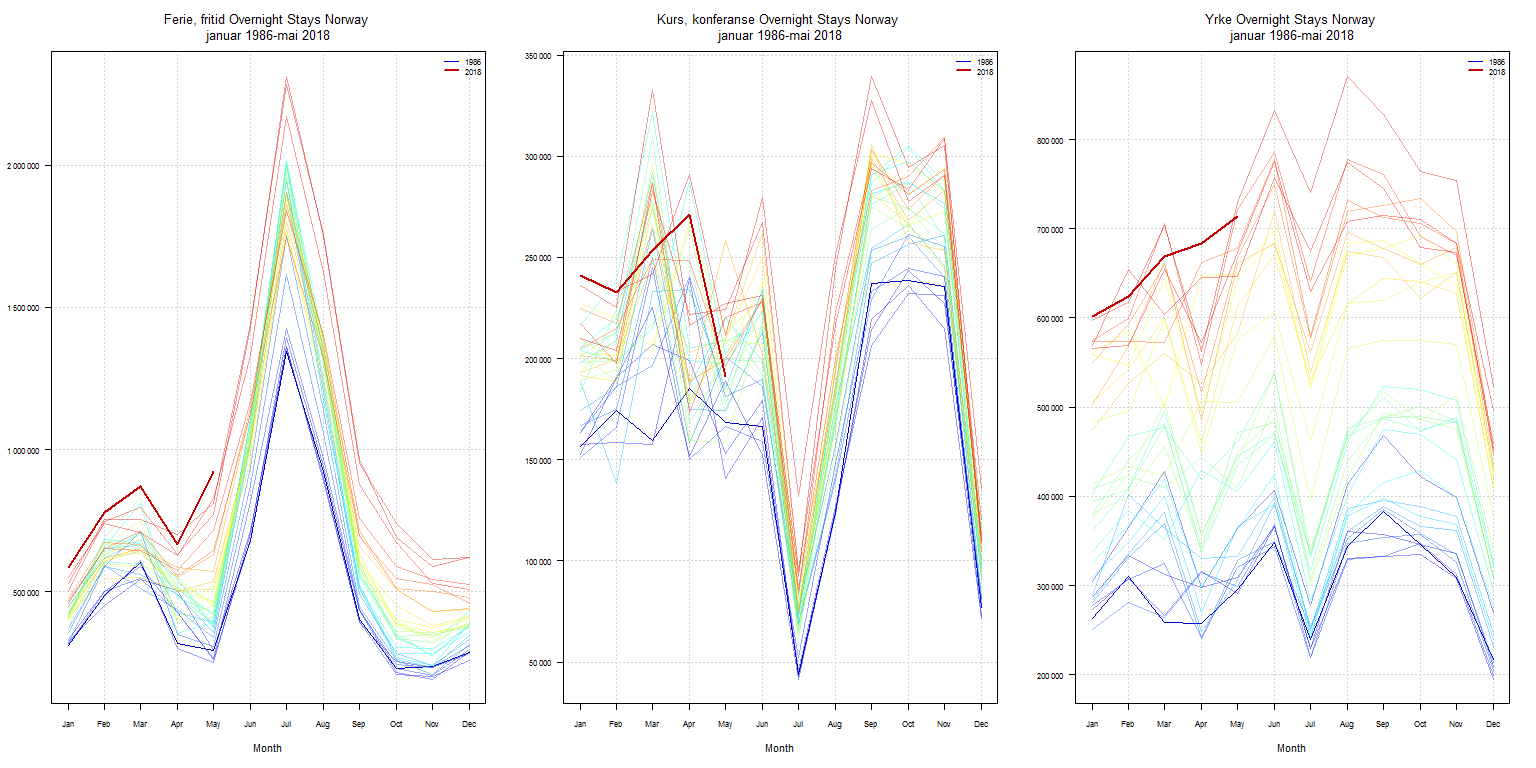 Ferie, fritid Overnight Stays Norway
januar 1986-mai 2018
1986
2018
2 000 000
1 500 000
1 000 000
500 000
Jan Feb Mar Apr May Jun Jul Aug Sep Oct Nov Dec
Month
Kurs, konferanse Overnight Stays Norway
januar 1986-mai 2018
1986
2018
350 000
300 000
250 000
200 000
150 000
100 000
50 000
Jan Feb Mar Apr May Jun Jul Aug Sep Oct Nov Dec
Month
Yrke Overnight Stays Norway
januar 1986-mai 2018
1986
2018
800 000
700 000
600 000
500 000
400 000
300 000
200 000
Jan Feb Mar Apr May Jun Jul Aug Sep Oct Nov Dec
Month